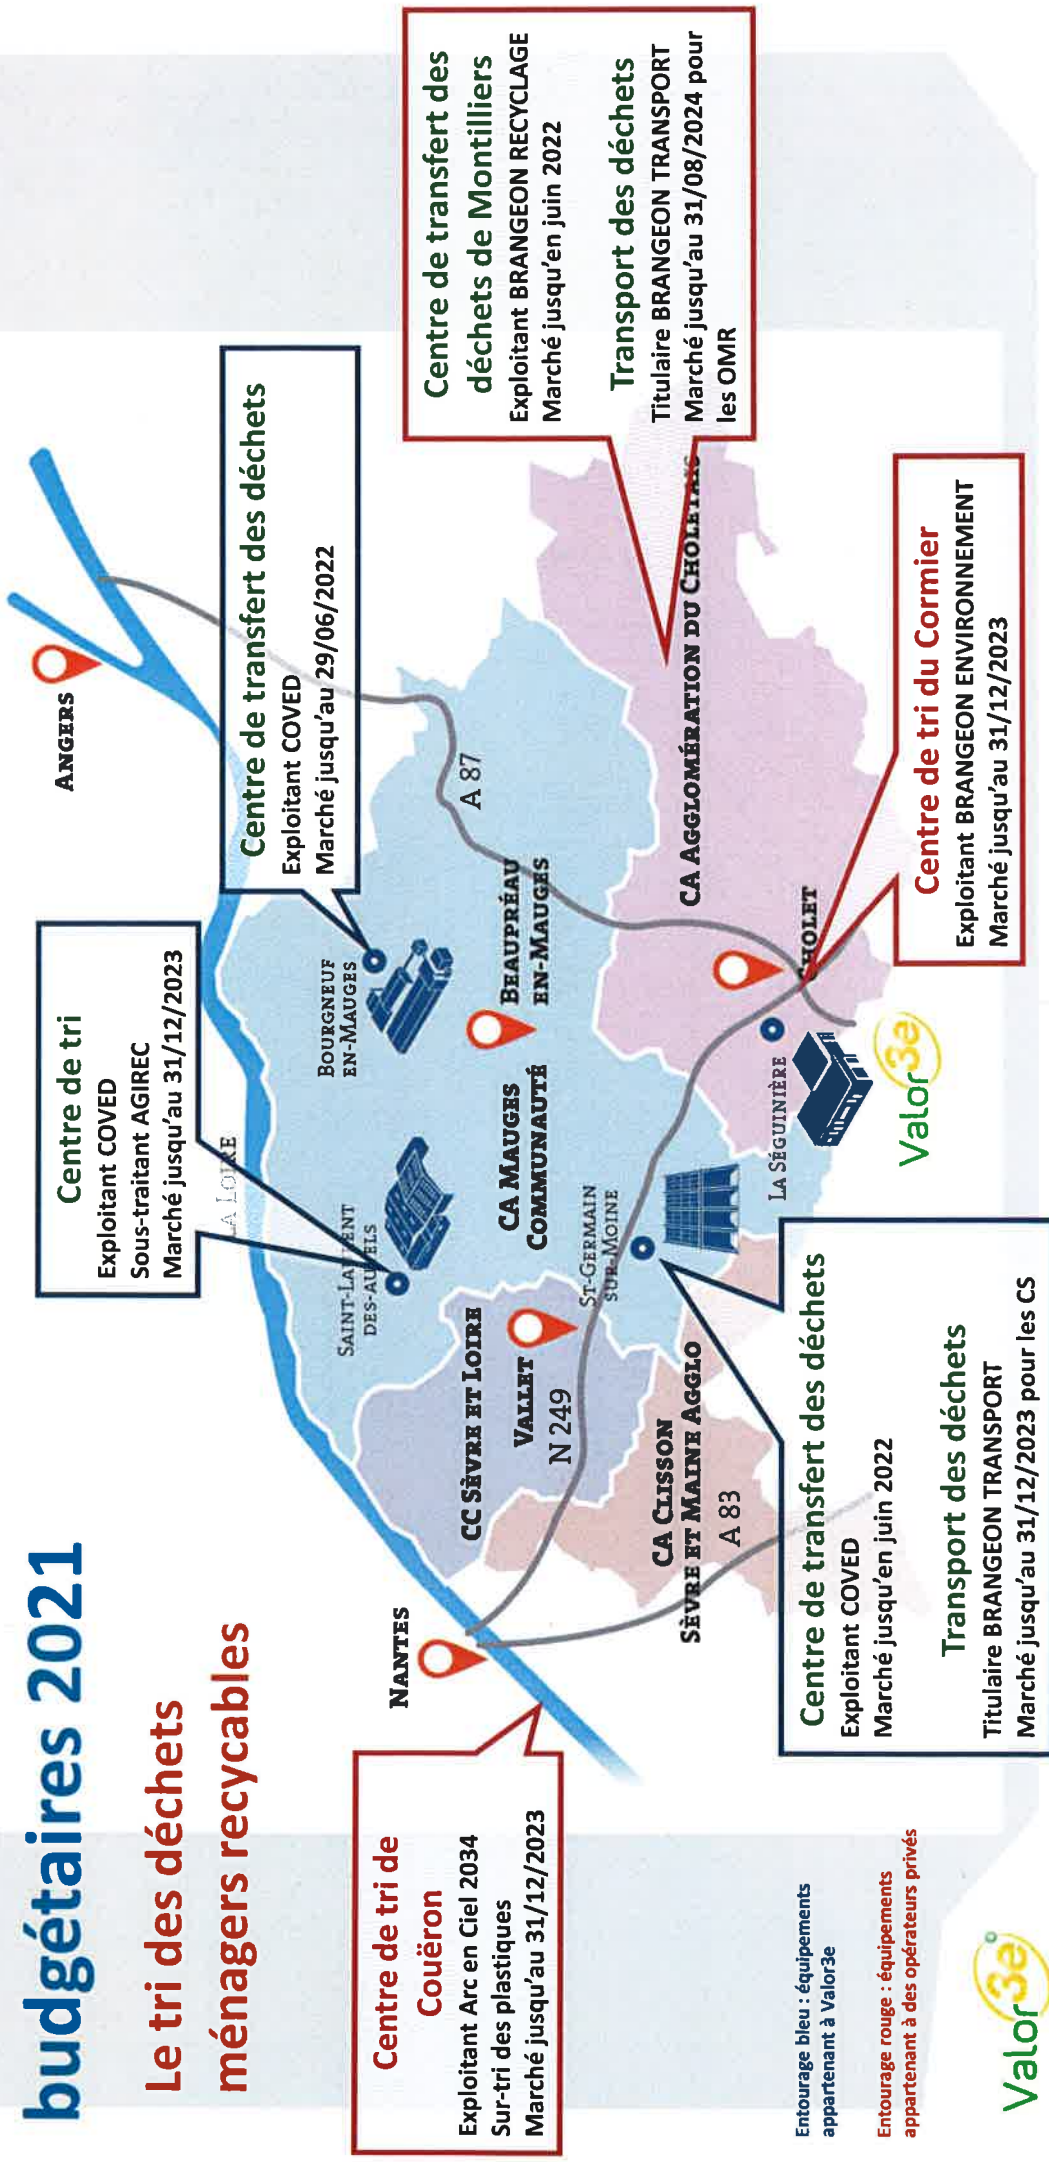 budgétaires 2021
Le tri des déchets
ménagers recycables
Centre de tri
Exploitant COVED
Sous-traitant AGIREC
Marché jusqu'au 31/12/2023
Centre de transfert des déchets
Exploitant COVED
Marché jusqu'au 29/06/2022
Centre de transfert des
déchets de Montilliers
Exploitant BRANGEON RECYCLAGE
Marché jusqu'en juin 2022
Transport des déchets
Titulaire BRANGEON TRANSPORT
Marché jusqu'au 31/08/2024 pour
les OMR
Centre de tri de
Couëron
Exploitant Arc en Ciel 2034
Sur-tri des plastiques
Marché jusqu'au 31/12/2023
NANTES
ANGERS
LA LOIRE
SAINT-LAURENT
DES-AUTELS
BOURGNEUF
EN-MAUGES
CC SÈVRE ET LOIRE
VALLET
N 249
CA MAUGES
COMMUNAUTÉ
BEAUPRÉAU
EN-MAUGES
A 87
ST-GERMAIN
SUR-MOINE
CA CLISSON
SÈVRE ET MAINE AGGLO
A 83
CA AGGLOMÉRATION DU CHOLETAIS
LA SÉGUINIÈRE
CHOLET
Valor3e
Centre de transfert des déchets
Exploitant COVED
Marché jusqu'en juin 2022
Transport des déchets
Titulaire BRANGEON TRANSPORT
Marché jusqu'au 31/12/2023 pour les CS
Centre de tri du Cormier
Exploitant BRANGEON ENVIRONNEMENT
Marché jusqu'au 31/12/2023
Entourage bleu : équipements
appartenant à Valor3e
Entourage rouge : équipements
appartenant à des opérateurs privés
Valor3e